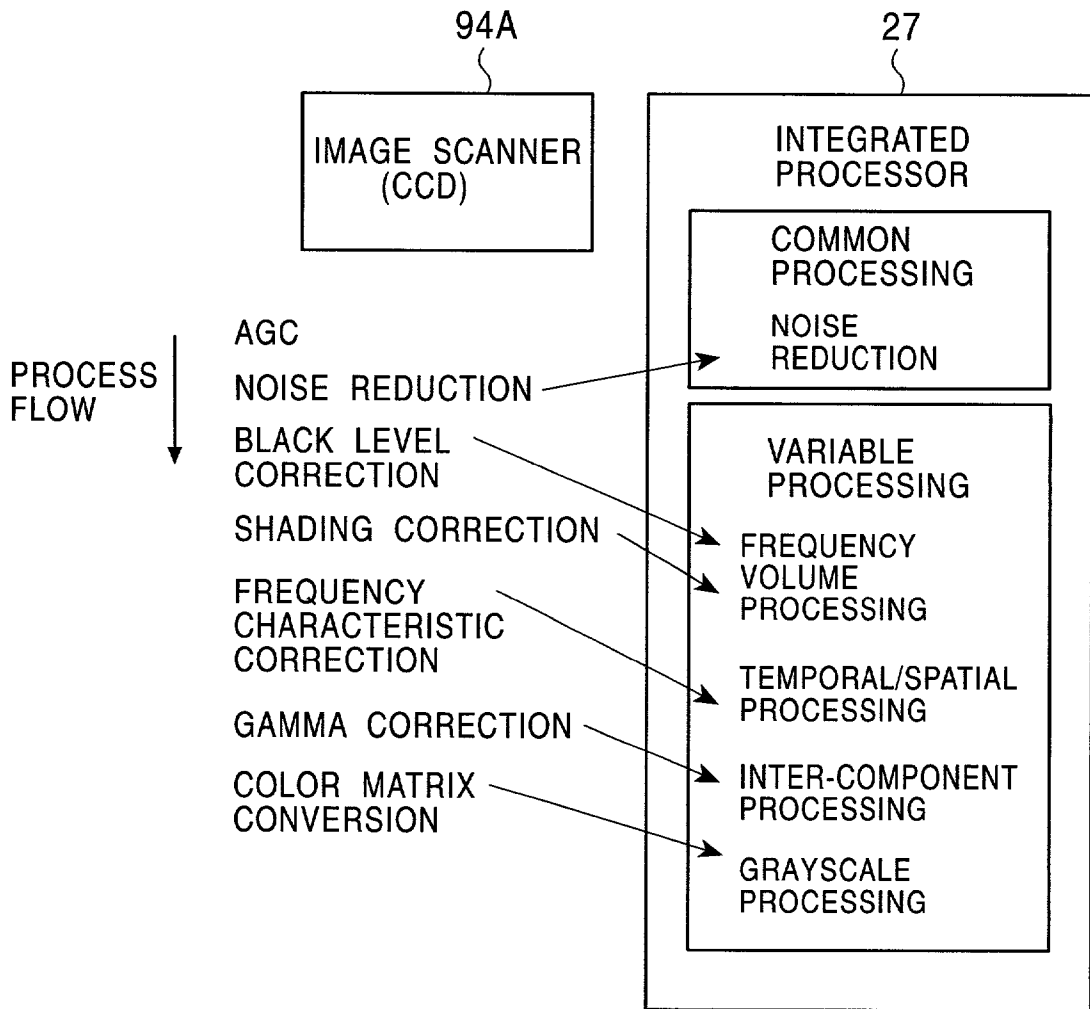 94A
27
IMAGE SCANNER
(CCD)
INTEGRATED
PROCESSOR
COMMON
PROCESSING
NOISE
REDUCTION
PROCESS
FLOW
AGC
NOISE REDUCTION
BLACK LEVEL
CORRECTION
SHADING CORRECTION
FREQUENCY
CHARACTERISTIC
CORRECTION
GAMMA CORRECTION
COLOR MATRIX
CONVERSION
VARIABLE
PROCESSING
FREQUENCY
VOLUME
PROCESSING
TEMPORAL/SPATIAL
PROCESSING
INTER-COMPONENT
PROCESSING
GRAYSCALE
PROCESSING